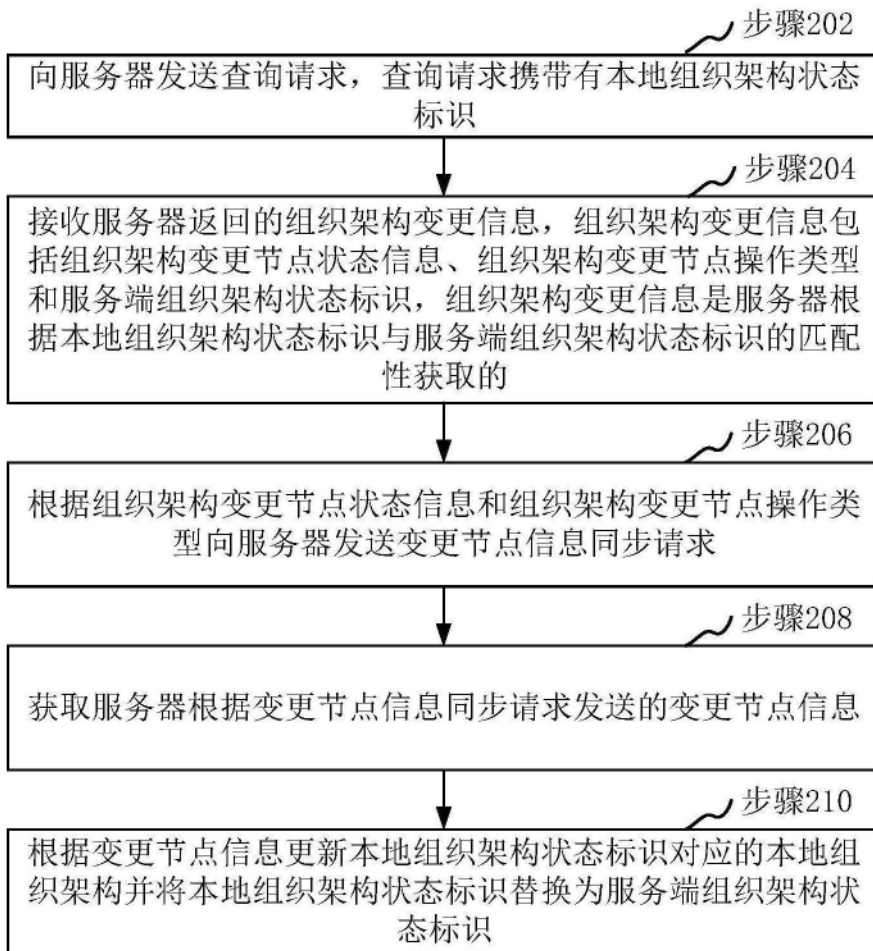 步骤202
向服务器发送查询请求，查询请求携带有本地组织架构状态
标识
步骤204
接收服务器返回的组织架构变更信息，组织架构变更信息包
括组织架构变更节点状态信息、组织架构变更节点操作类型
和服务端组织架构状态标识，组织架构变更信息是服务器根
据本地组织架构状态标识与服务端组织架构状态标识的匹配
性获取的
步骤206
根据组织架构变更节点状态信息和组织架构变更节点操作类
型向服务器发送变更节点信息同步请求
步骤208
获取服务器根据变更节点信息同步请求发送的变更节点信息
步骤210
根据变更节点信息更新本地组织架构状态标识对应的本地组
织架构并将本地组织架构状态标识替换为服务端组织架构状
态标识